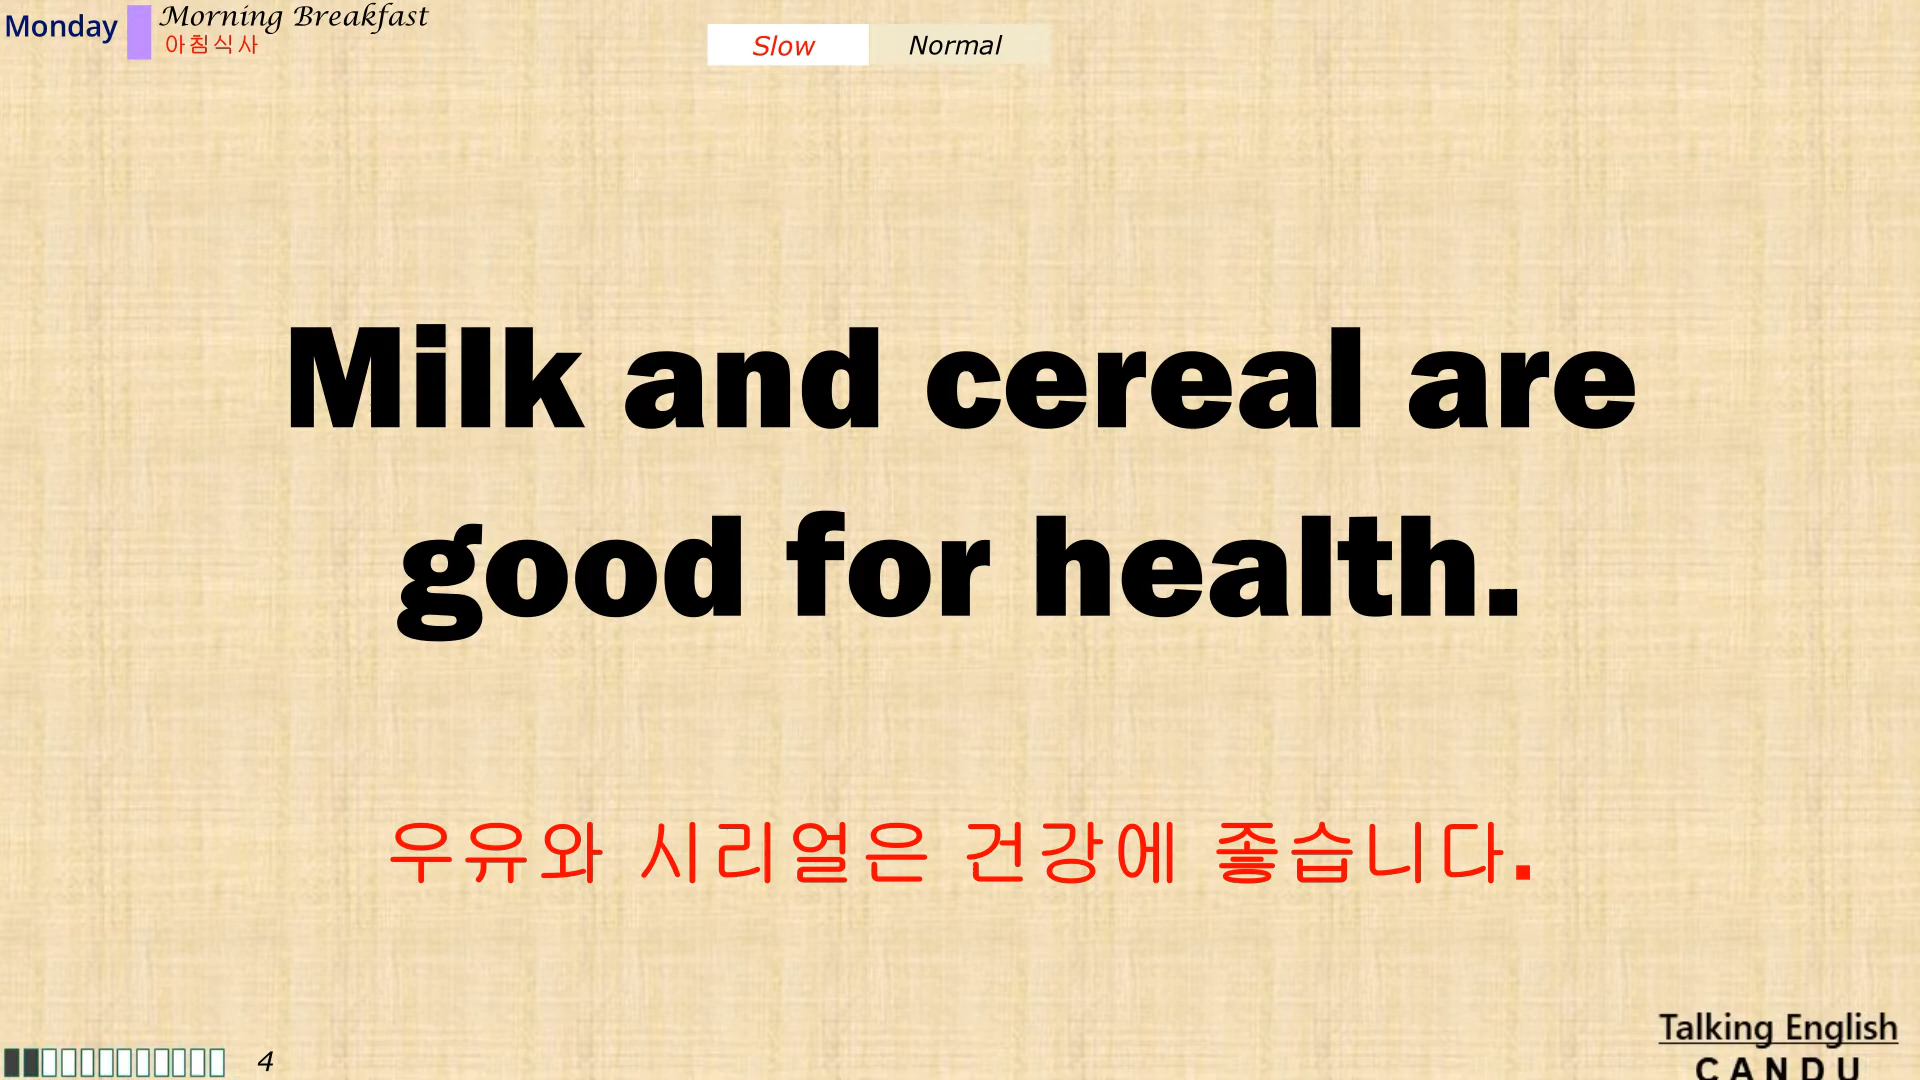 Monday
Morning Breakfast
아침식사
Slow Normal
Milk and cereal are
good for health.
우유와 시리얼은 건강에 좋습니다.
4
Talking English
CANDU